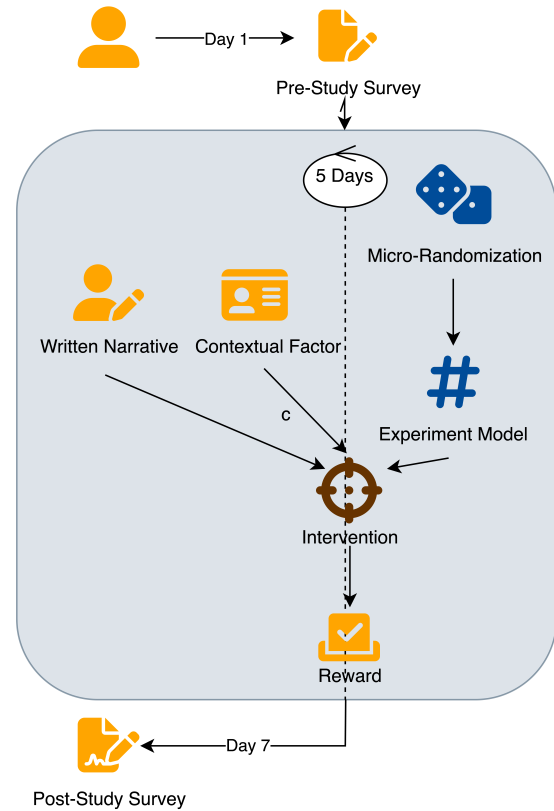 Day 1
Pre-Study Survey
5 Days
Micro-Randomization
Written Narrative
Contextual Factor
c
Experiment Model
Intervention
Reward
Day 7
Post-Study Survey